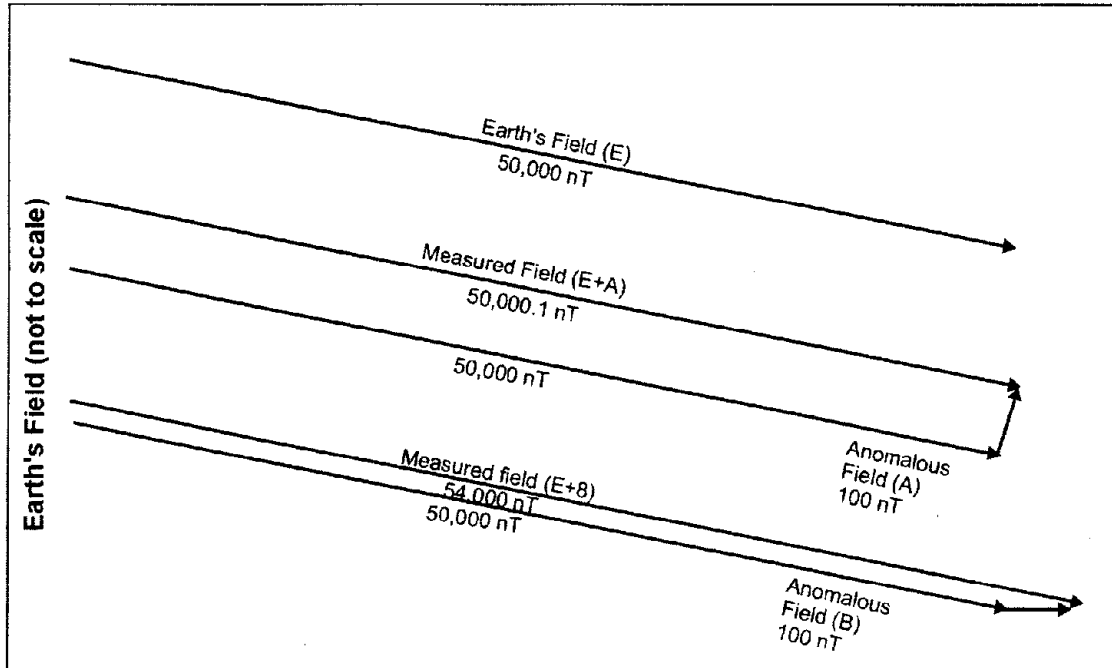 Earth's Field (not to scale)
Earth's Field (E)
50,000 nT
Measured Field (E+A)
50,000.1 nT
50,000 nT
Anomalous
Field (A)
100 nT
Measured field (E+8)
54,000 nT
50,000 nT
Anomalous
Field (B)
100 nT